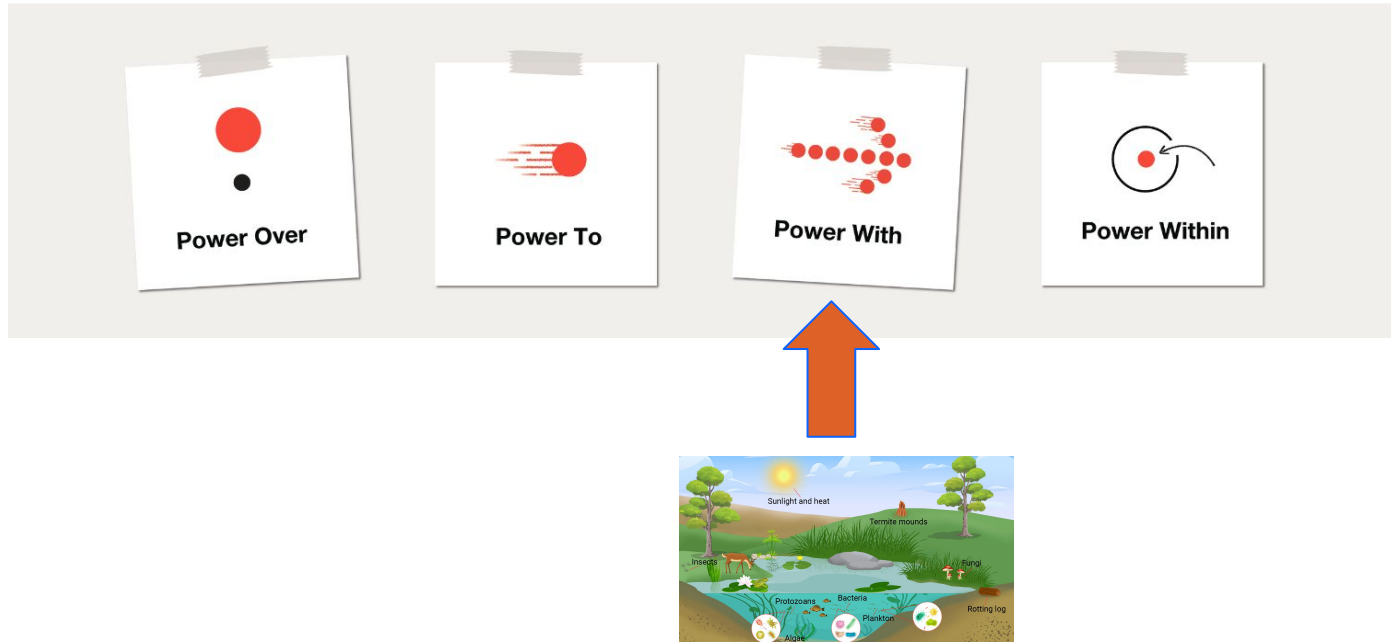 Power Over
Power To
Power With
Power Within
Sunlight and heat
Termite mounds
Insects
Fungi
Protozoans
Bacteria
Plankton
Rotting log
Algae